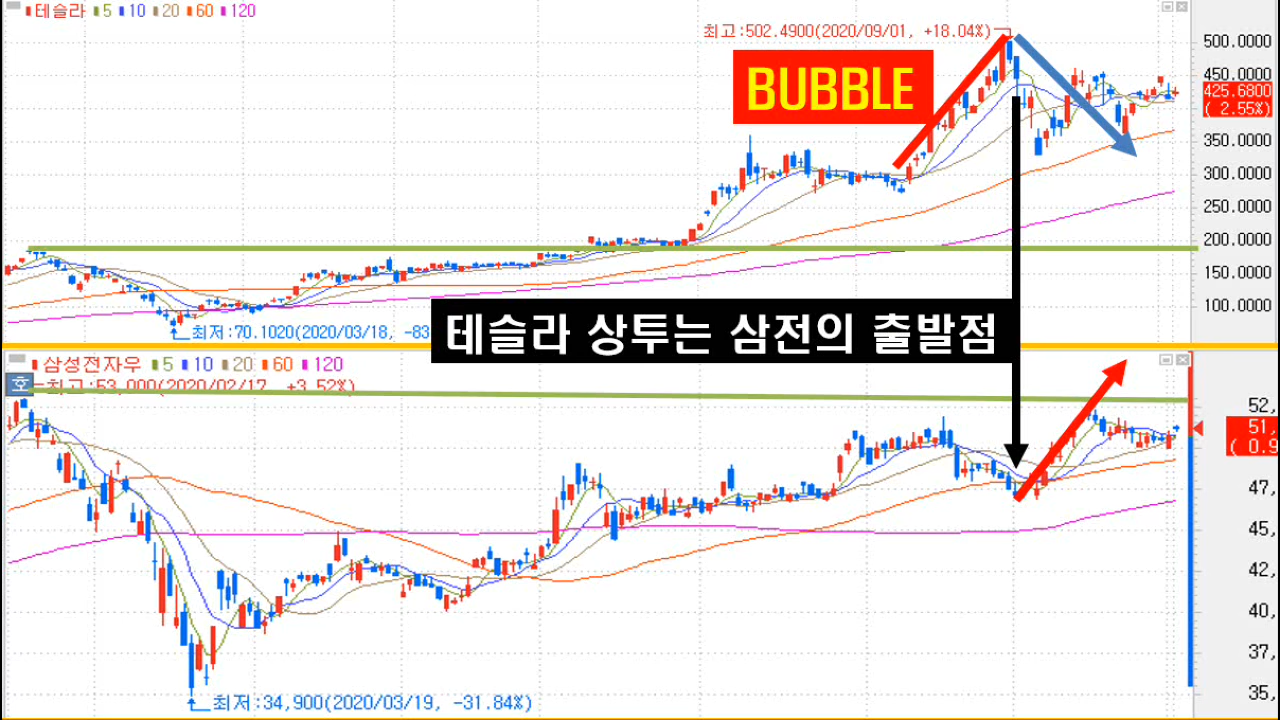 테슬라 5 10 20 60 120
최고:502.4900(2020/09/01, +18.04%)
500.0000
BUBBLE
450.0000
425.6800
( 2.55%)
350.0000
300.0000
250.0000
200.0000
150.0000
100.0000
최저:70.1020(2020/03/18, -83
테슬라 상투는 삼전의 출발점
삼성전자우 5 10 20 60 120
호
최고:53,000(2020/02/17, +3.52%)
52,
51,
( 0.9
47,
45,
42,
40,
37,
35,
최저:34,900(2020/03/19, -31.84%)